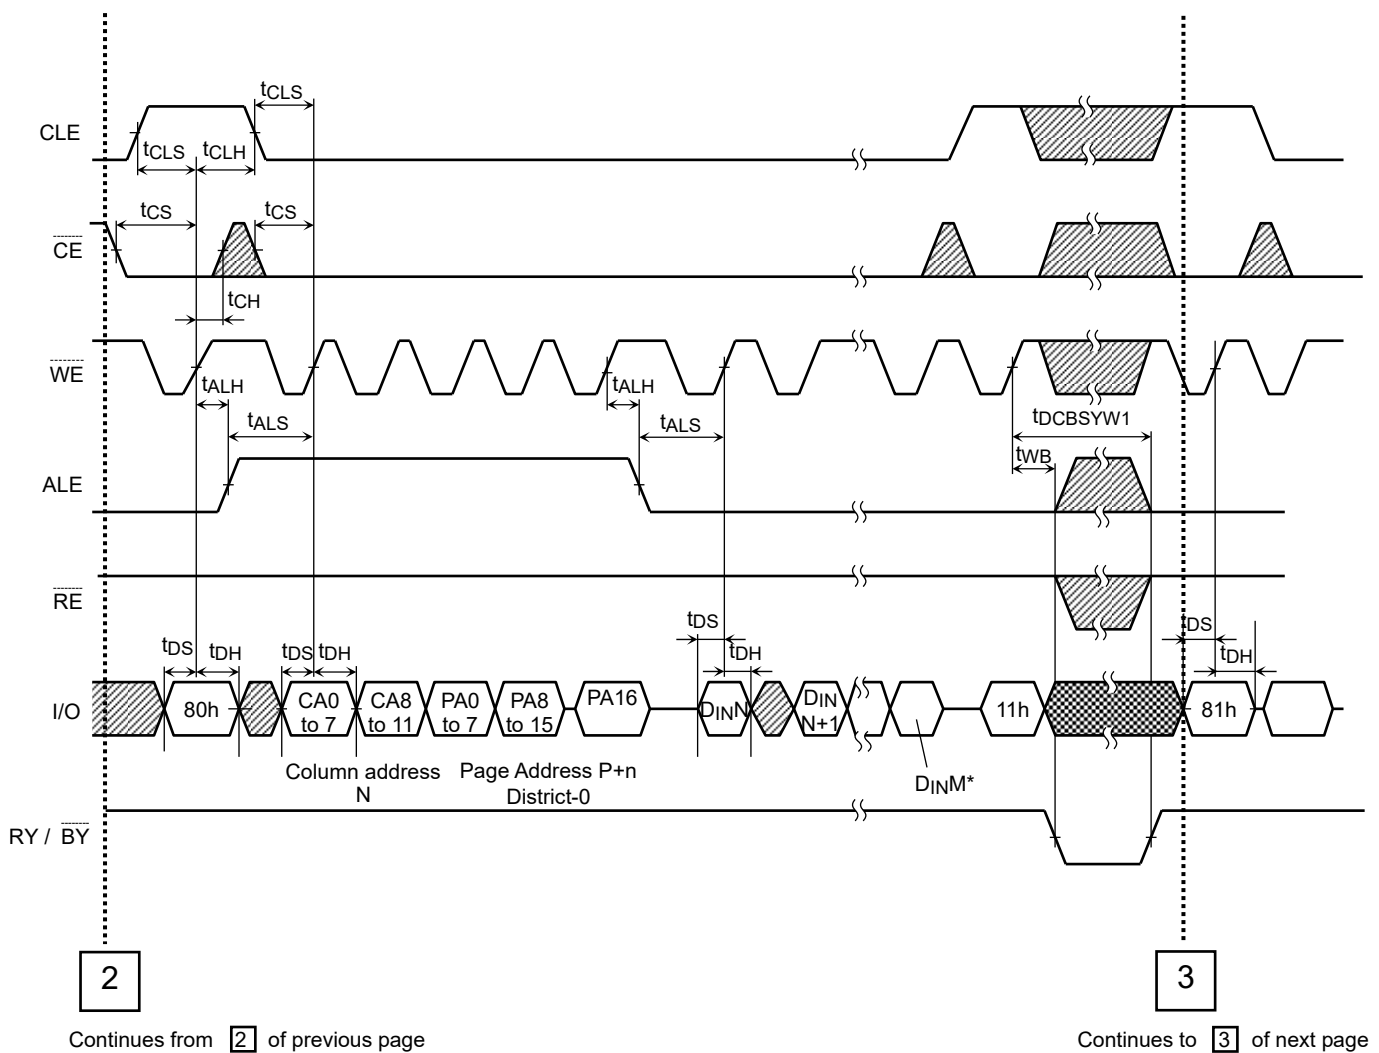 tCLS
CLE
tCLS tCLH
tCS tCS
CE
tCH
WE
tALH tALH
tALS tALS
tDCBSYW1
tWB
ALE
RE
tDS tDH tDS tDH
tDS
tDH
DS
tDH
I/O
80h
CA0
to 7
CA8
to 11
PA0
to 7
PA8
to 15
PA16
DINN
DIN
N+1
11h
81h
Column address
N
Page Address P+n
District-0
DINM*
RY / BY
2
3
Continues from 2 of previous page
Continues to 3 of next page